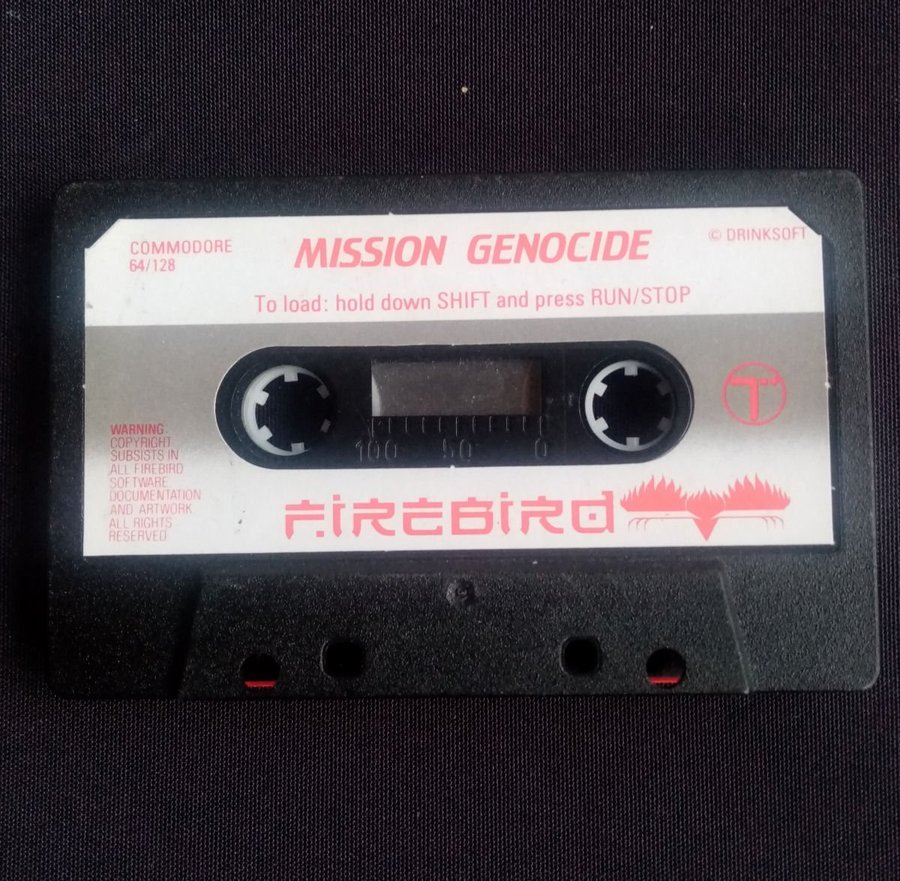 COMMODORE
64/128
MISSION GENOCIDE
© DRINKSOFT
To load: hold down SHIFT and press RUN/STOP
T
100 50 0
WARNING
COPYRIGHT
SUBSISTS IN
ALL FIREBIRD
SOFTWARE,
DOCUMENTATION
AND ARTWORK
ALL RIGHTS
RESERVED
FIREBIRD